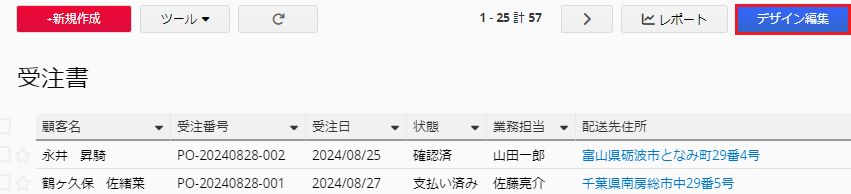 +新規作成 ツール 1 - 25 計 57 レポート デザイン編集
受注書
顧客名 受注番号 受注日 状態 業務担当 配送先住所
永井　昇騎 PO-20240828-002 2024/08/25 確認済 山田一郎 富山県砺波市となみ町29番4号
鶴ヶ久保　佐緒菜 PO-20240828-001 2024/08/27 支払い済み 佐藤亮介 千葉県南房総市中29番5号